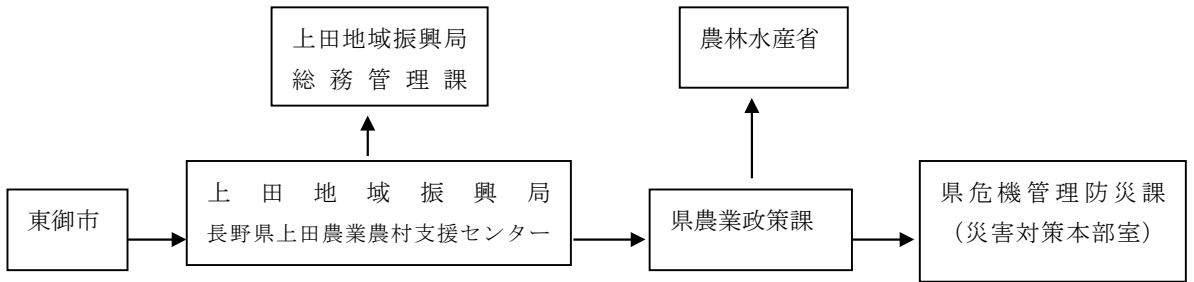 上田地域振興局
総務管理課
農林水産省
東御市
上田地域振興局
長野県上田農業農村支援センター
県農業政策課
県危機管理防災課
（災害対策本部室）